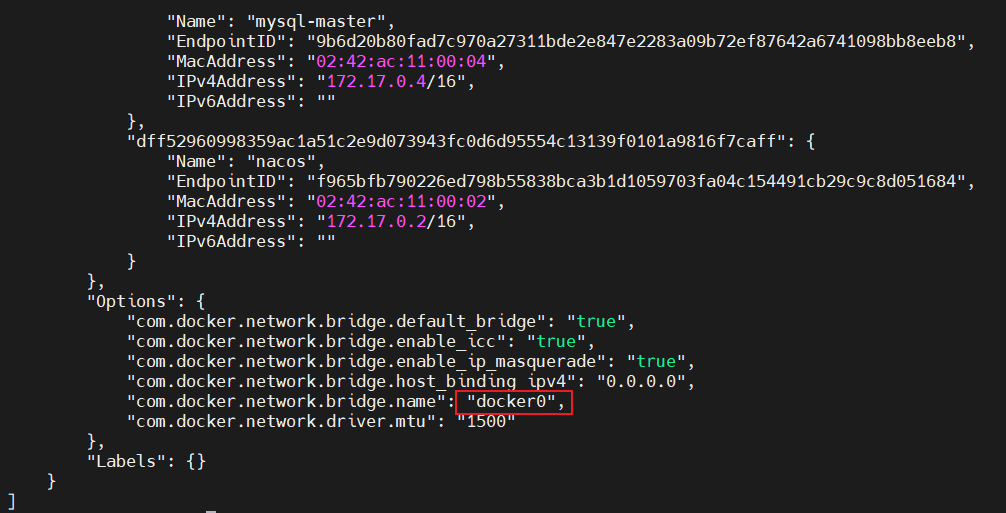 "Name": "mysql-master",
"EndpointID": "9b6d20b80fad7c970a27311bde2e847e2283a09b72ef87642a6741098bb8eeb8",
"MacAddress": "02:42:ac:11:00:04",
"IPv4Address": "172.17.0.4/16",
"IPv6Address": ""
},
"dff52960998359ac1a51c2e9d073943fc0d6d95554c13139f0101a9816f7caff": {
"Name": "nacos",
"EndpointID": "f965bfb790226ed798b55838bca3b1d1059703fa04c154491cb29c9c8d051684",
"MacAddress": "02:42:ac:11:00:02",
"IPv4Address": "172.17.0.2/16",
"IPv6Address": ""
}
},
"Options": {
"com.docker.network.bridge.default_bridge": "true",
"com.docker.network.bridge.enable_icc": "true",
"com.docker.network.bridge.enable_ip_masquerade": "true",
"com.docker.network.bridge.host_binding_ipv4": "0.0.0.0",
"com.docker.network.bridge.name": "docker0",
"com.docker.network.driver.mtu": "1500"
},
"Labels": {}
}
]